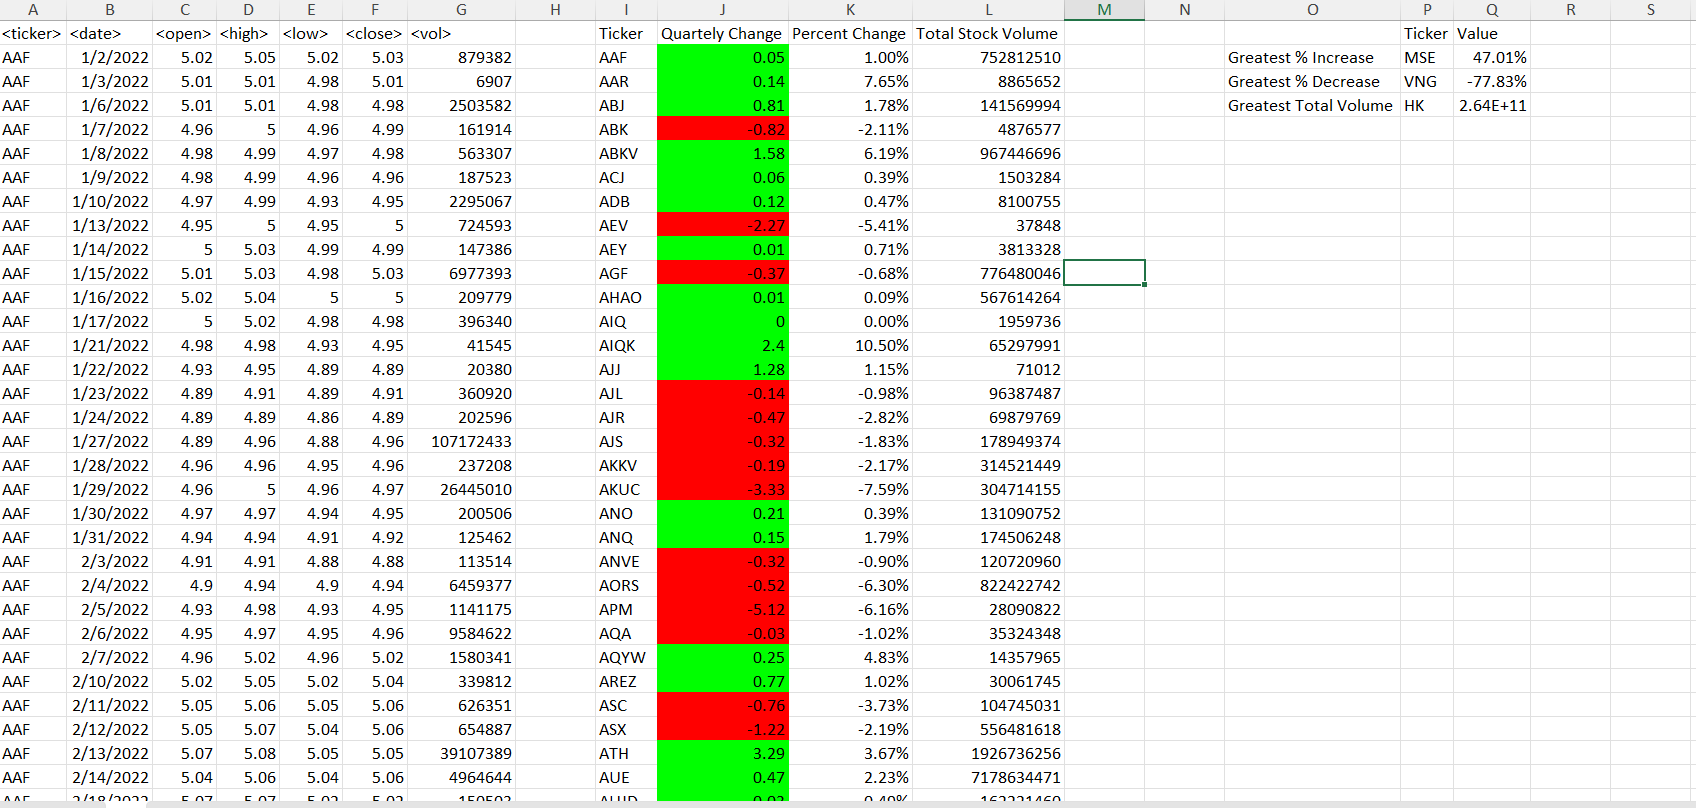 A B C D E F G H I J K L M N O P Q R S
<ticker> <date> <open> <high> <low> <close> <vol> Ticker Quartely Change Percent Change Total Stock Volume Ticker Value
AAF 1/2/2022 5.02 5.05 5.02 5.03 879382 AAF 0.05 1.00% 752812510 Greatest % Increase MSE 47.01%
AAF 1/3/2022 5.01 5.01 4.98 5.01 6907 AAR 0.14 7.65% 8865652 Greatest % Decrease VNG -77.83%
AAF 1/6/2022 5.01 5.01 4.98 4.98 2503582 ABJ 0.81 1.78% 141569994 Greatest Total Volume HK 2.64E+11
AAF 1/7/2022 4.96 5 4.96 4.99 161914 ABK -0.82 -2.11% 4876577
AAF 1/8/2022 4.98 4.99 4.97 4.98 563307 ABKV 1.58 6.19% 967446696
AAF 1/9/2022 4.98 4.99 4.96 4.96 187523 ACJ 0.06 0.39% 1503284
AAF 1/10/2022 4.97 4.99 4.93 4.95 2295067 ADB 0.12 0.47% 8100755
AAF 1/13/2022 4.95 5 4.95 5 724593 AEV -2.27 -5.41% 37848
AAF 1/14/2022 5 5.03 4.99 4.99 147386 AEY 0.01 0.71% 3813328
AAF 1/15/2022 5.01 5.03 4.98 5.03 6977393 AGF -0.37 -0.68% 776480046
AAF 1/16/2022 5.02 5.04 5 5 209779 AHAO 0.01 0.09% 567614264
AAF 1/17/2022 5 5.02 4.98 4.98 396340 AIQ 0 0.00% 1959736
AAF 1/21/2022 4.98 4.98 4.93 4.95 41545 AIQK 2.4 10.50% 65297991
AAF 1/22/2022 4.93 4.95 4.89 4.89 20380 AJJ 1.28 1.15% 71012
AAF 1/23/2022 4.89 4.91 4.89 4.91 360920 AJL -0.14 -0.98% 96387487
AAF 1/24/2022 4.89 4.89 4.86 4.89 202596 AJR -0.47 -2.82% 69879769
AAF 1/27/2022 4.89 4.96 4.88 4.96 107172433 AJS -0.32 -1.83% 178949374
AAF 1/28/2022 4.96 4.96 4.95 4.96 237208 AKKV -0.19 -2.17% 314521449
AAF 1/29/2022 4.96 5 4.96 4.97 26445010 AKUC -3.33 -7.59% 304714155
AAF 1/30/2022 4.97 4.97 4.94 4.95 200506 ANO 0.21 0.39% 131090752
AAF 1/31/2022 4.94 4.94 4.91 4.92 125462 ANQ 0.15 1.79% 174506248
AAF 2/3/2022 4.91 4.91 4.88 4.88 113514 ANVE -0.32 -0.90% 120720960
AAF 2/4/2022 4.9 4.94 4.9 4.94 6459377 AORS -0.52 -6.30% 822422742
AAF 2/5/2022 4.93 4.98 4.93 4.95 1141175 APM -5.12 -6.16% 28090822
AAF 2/6/2022 4.95 4.97 4.95 4.96 9584622 AQA -0.03 -1.02% 35324348
AAF 2/7/2022 4.96 5.02 4.96 5.02 1580341 AQYW 0.25 4.83% 14357965
AAF 2/10/2022 5.02 5.05 5.02 5.04 339812 AREZ 0.77 1.02% 30061745
AAF 2/11/2022 5.05 5.06 5.05 5.06 626351 ASC -0.76 -3.73% 104745031
AAF 2/12/2022 5.05 5.07 5.04 5.06 654887 ASX -1.22 -2.19% 556481618
AAF 2/13/2022 5.07 5.08 5.05 5.05 39107389 ATH 3.29 3.67% 1926736256
AAF 2/14/2022 5.04 5.06 5.04 5.06 4964644 AUE 0.47 2.23% 7178634471